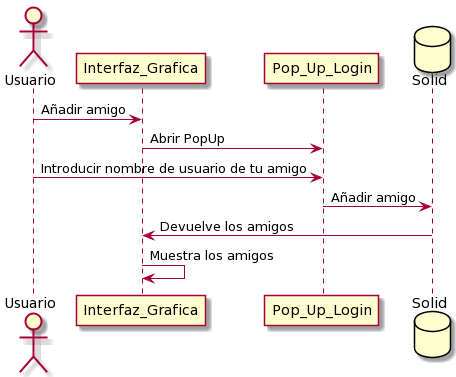 Usuario
Interfaz_Grafica
Pop_Up_Login
Solid
Añadir amigo
Abrir PopUp
Introducir nombre de usuario de tu amigo
Añadir amigo
Devuelve los amigos
Muestra los amigos
Usuario
Interfaz_Grafica
Pop_Up_Login
Solid